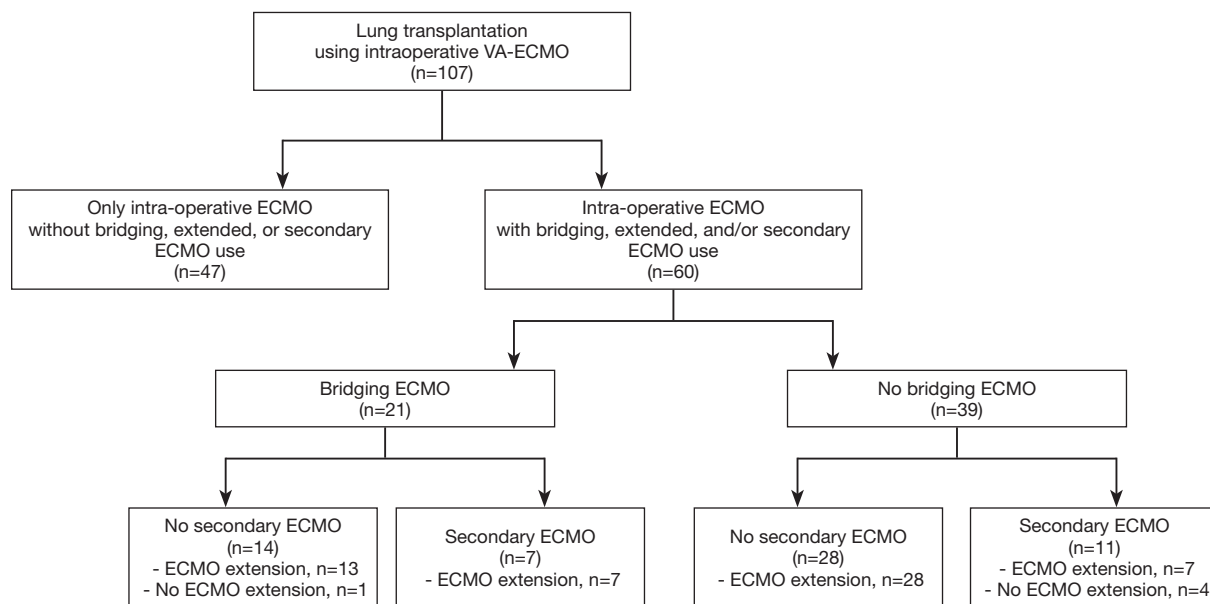 Lung transplantation
using intraoperative VA-ECMO
(n=107)
Only intra-operative ECMO
without bridging, extended, or secondary
ECMO use
(n=47)
Intra-operative ECMO
with bridging, extended, and/or secondary
ECMO use
(n=60)
Bridging ECMO
(n=21)
No bridging ECMO
(n=39)
No secondary ECMO
(n=14)
- ECMO extension, n=13
- No ECMO extension, n=1
Secondary ECMO
(n=7)
- ECMO extension, n=7
No secondary ECMO
(n=28)
- ECMO extension, n=28
Secondary ECMO
(n=11)
- ECMO extension, n=7
- No ECMO extension, n=4